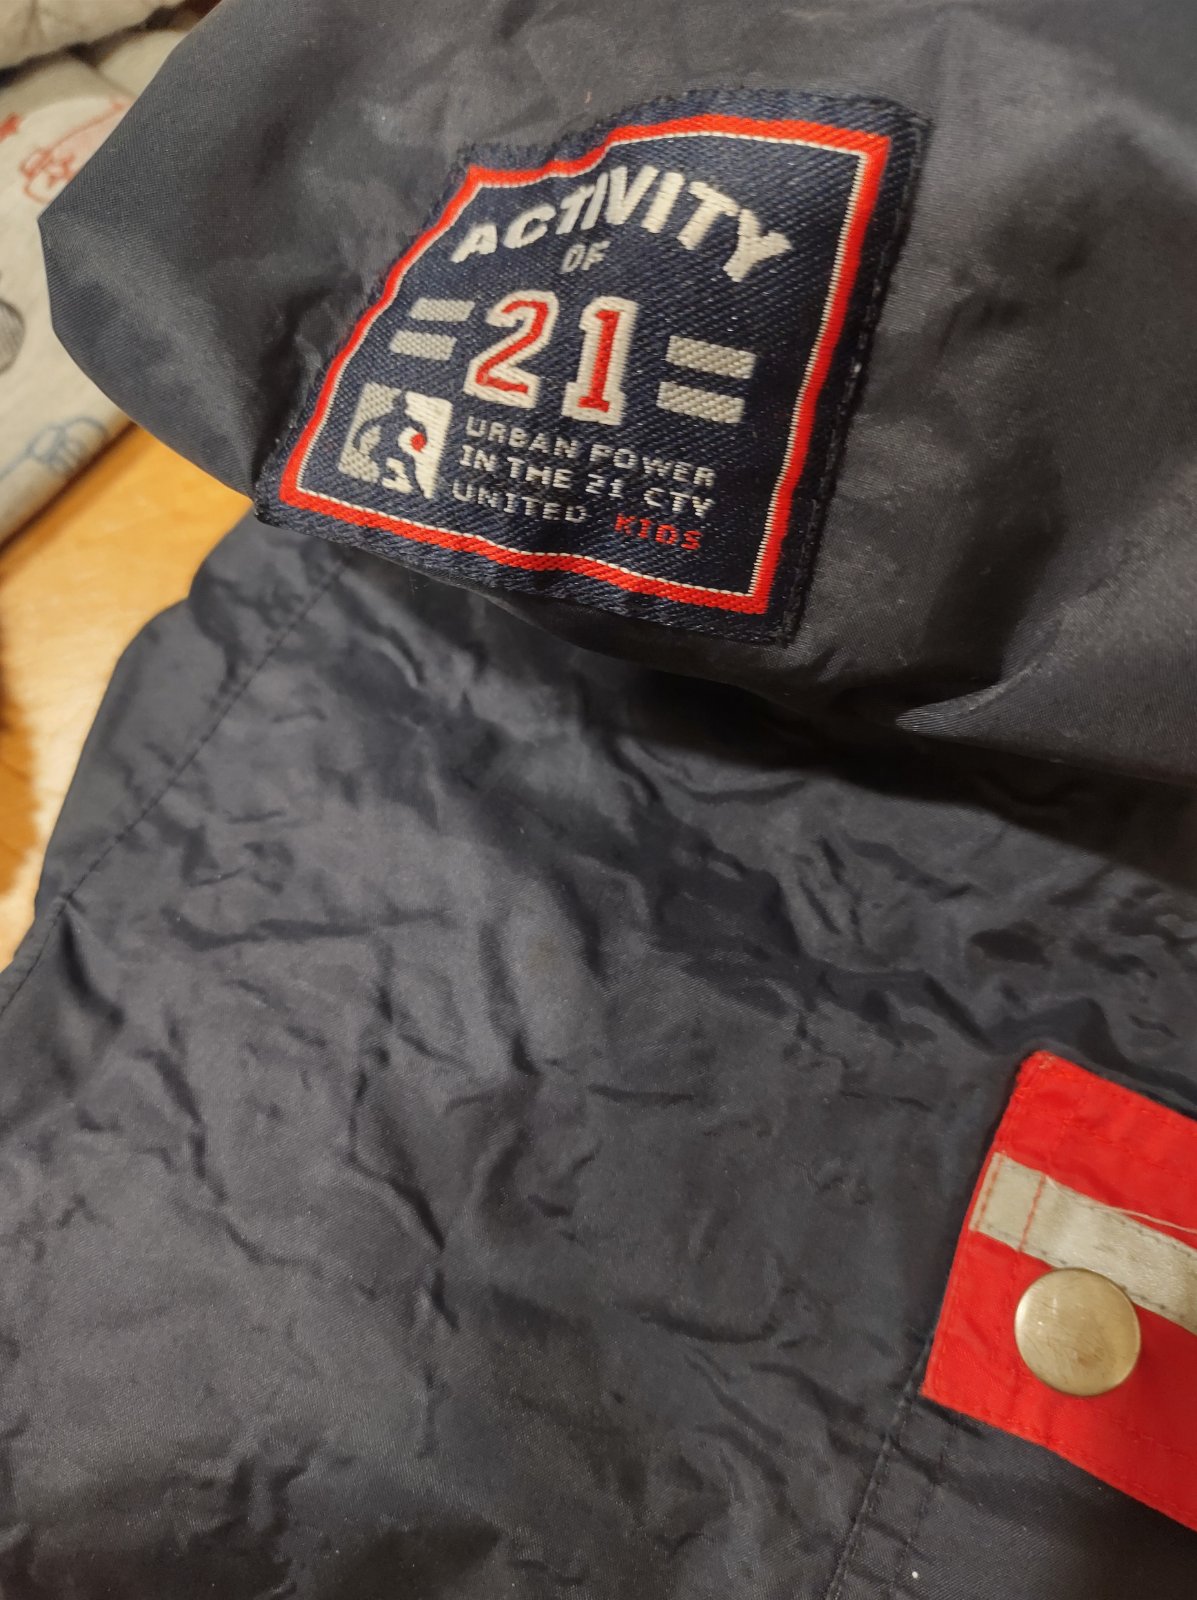 ACTIVITY
OF
21
URBAN POWER
IN THE 21 CTY
UNITED KIDS